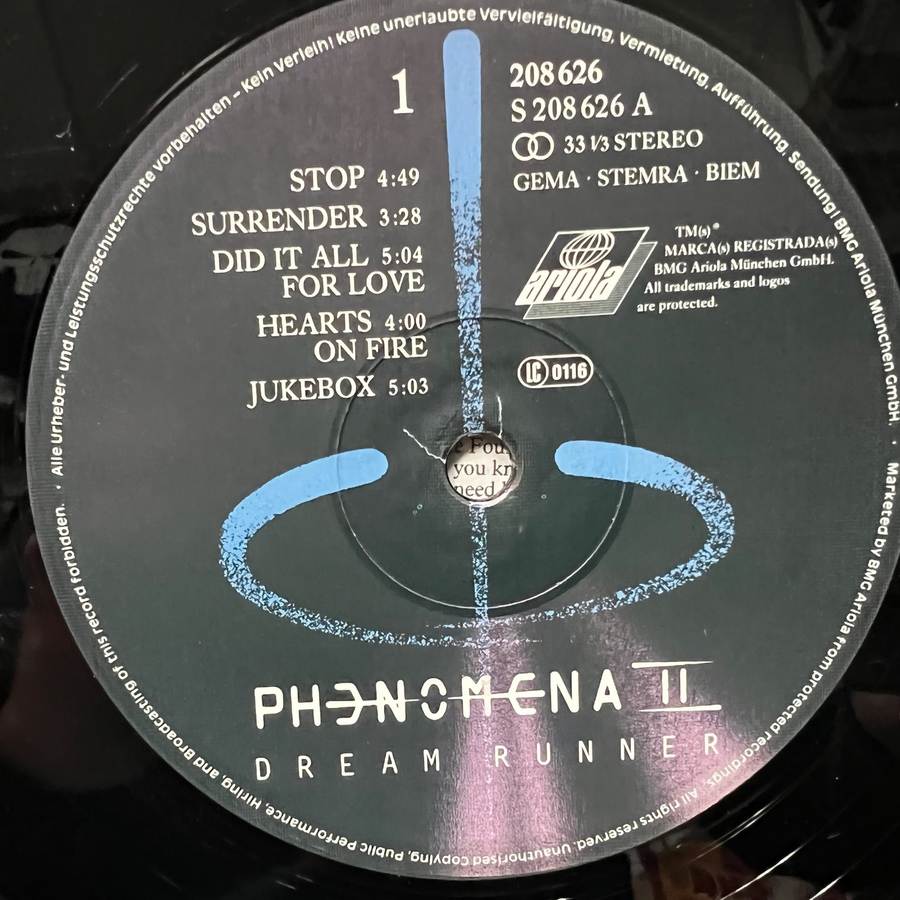 Alle Urheber- und Leistungsschutzrechte vorbehalten – Kein Verleih! Keine unerlaubte Vervielfältigung, Vermietung, Aufführung, Sendung! BMG Ariola München GmbH. ·
1
208 626
S 208 626 A
33 1/3 STEREO
GEMA · STEMRA · BIEM
STOP 4:49
SURRENDER 3:28
DID IT ALL 5:04
FOR LOVE
HEARTS 4:00
ON FIRE
JUKEBOX 5:03
ariola
TM(s)®
MARCA(s) REGISTRADA(s)
BMG Ariola München GmbH.
All trademarks and logos
are protected.
LC 0116
you
need
PHENOMENA II
DREAM RUNNER
Marketed by BMG Ariola from protected recordings. All rights reserved. Unauthorised Copying, Public Performance, Hiring, and Broadcasting of this record forbidden. ·